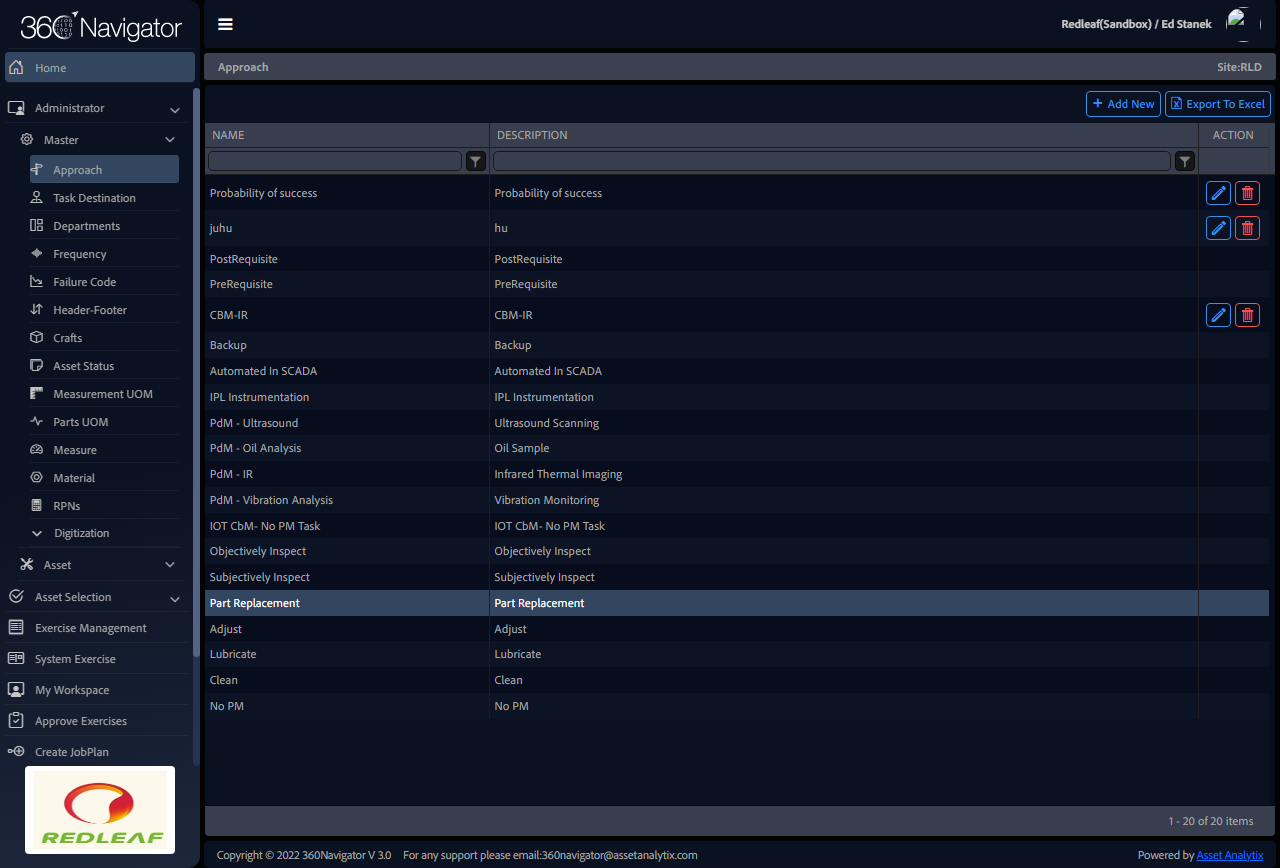 360 Navigator
Redleaf(Sandbox) / Ed Stanek
Home
Approach
Site:RLD
Administrator
Master
Approach
Task Destination
Departments
Frequency
Failure Code
Header-Footer
Crafts
Asset Status
Measurement UOM
Parts UOM
Measure
Material
RPNs
Digitization
Asset
Asset Selection
Exercise Management
System Exercise
My Workspace
Approve Exercises
Create JobPlan
REDLEAF
+ Add New
Export To Excel
NAME DESCRIPTION ACTION
Probability of success Probability of success
juhu hu
PostRequisite PostRequisite
PreRequisite PreRequisite
CBM-IR CBM-IR
Backup Backup
Automated In SCADA Automated In SCADA
IPL Instrumentation IPL Instrumentation
PdM - Ultrasound Ultrasound Scanning
PdM - Oil Analysis Oil Sample
PdM - IR Infrared Thermal Imaging
PdM - Vibration Analysis Vibration Monitoring
IOT CbM- No PM Task IOT CbM- No PM Task
Objectively Inspect Objectively Inspect
Subjectively Inspect Subjectively Inspect
Part Replacement Part Replacement
Adjust Adjust
Lubricate Lubricate
Clean Clean
No PM No PM
1 - 20 of 20 items
Copyright © 2022 360Navigator V 3.0 For any support please email:360navigator@assetanalytix.com
Powered by Asset Analytix